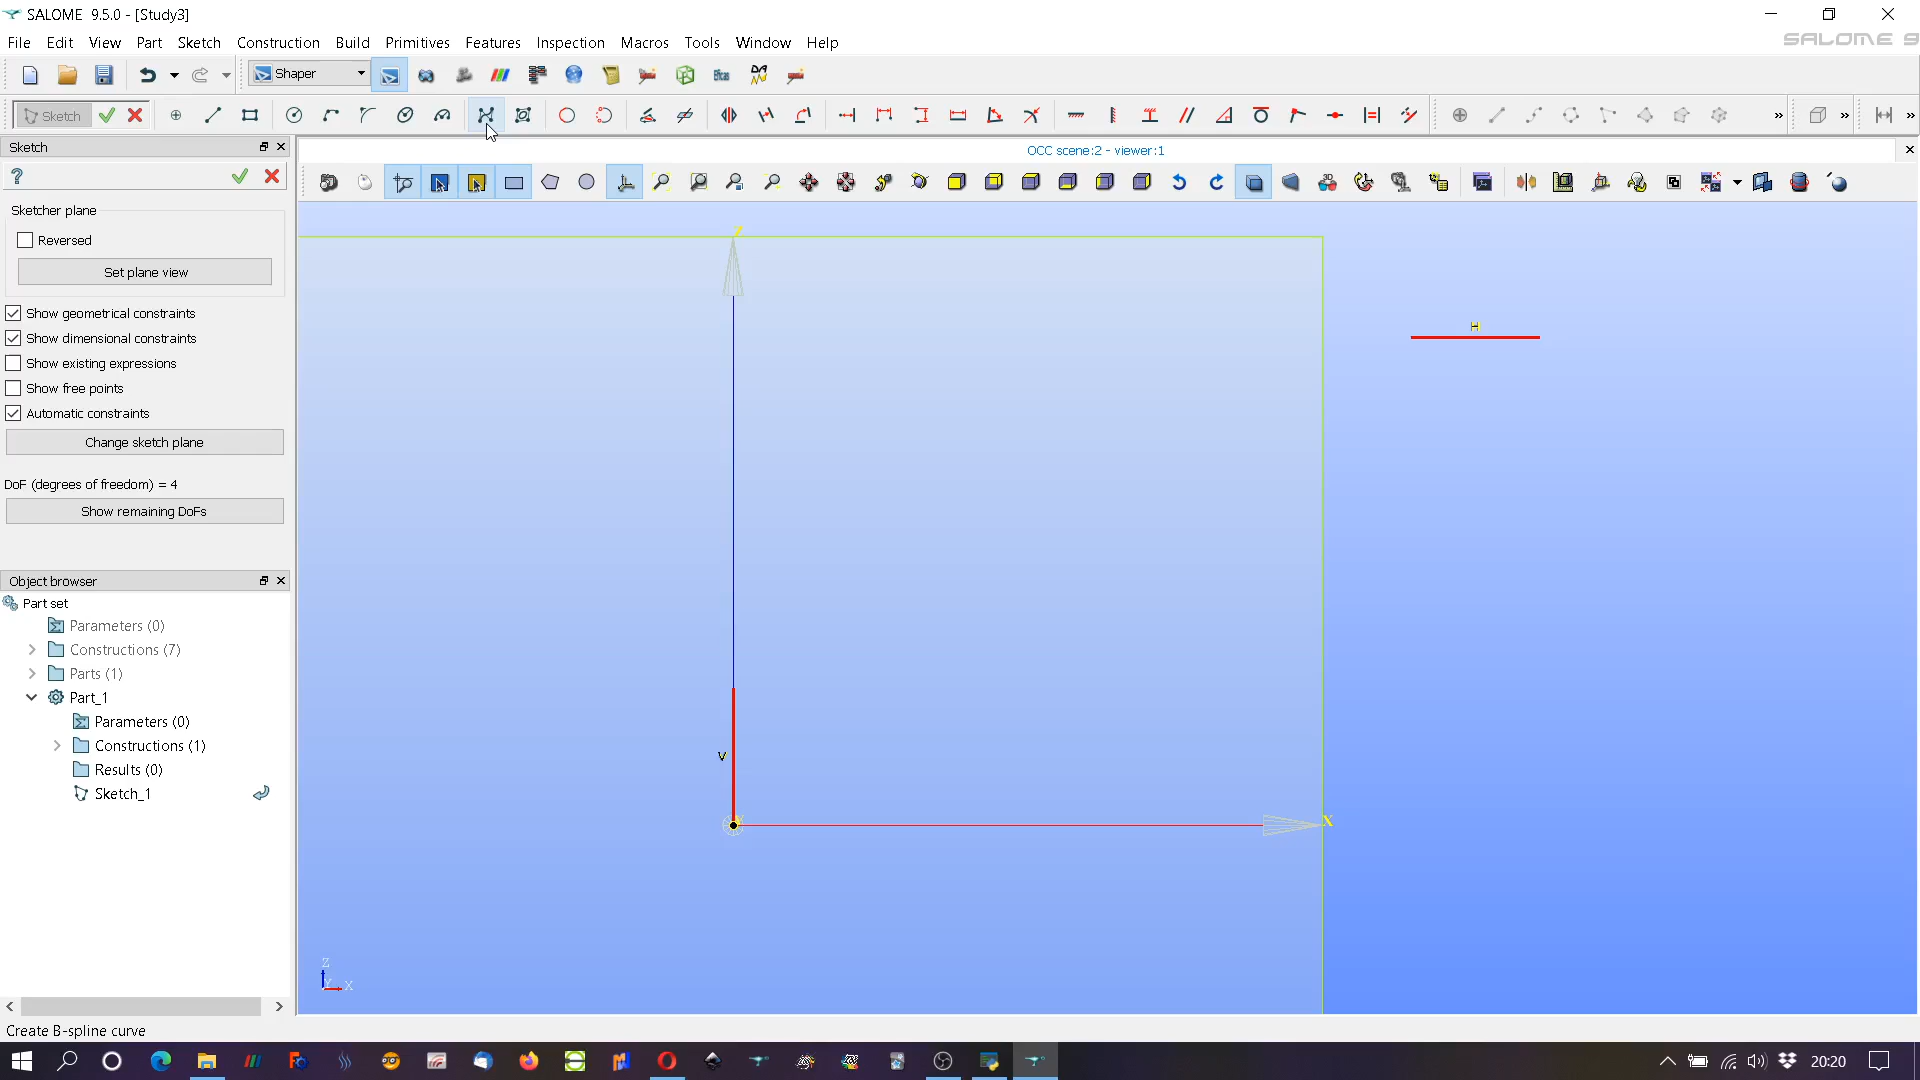 SALOME 9.5.0 - [Study3]
File Edit View Part Sketch Construction Build Primitives Features Inspection Macros Tools Window Help
SALOME 9
Shaper
Eficas
Sketch
Sketch
OCC scene:2 - viewer:1
?
Sketcher plane
Reversed
Set plane view
Show geometrical constraints
Show dimensional constraints
Show existing expressions
Show free points
Automatic constraints
Change sketch plane
DoF (degrees of freedom) = 4
Show remaining DoFs
Object browser
Part set
Parameters (0)
Constructions (7)
Parts (1)
Part_1
Parameters (0)
Constructions (1)
Results (0)
Sketch_1
Z
H
V
X
Z
Y X
Create B-spline curve
20:20